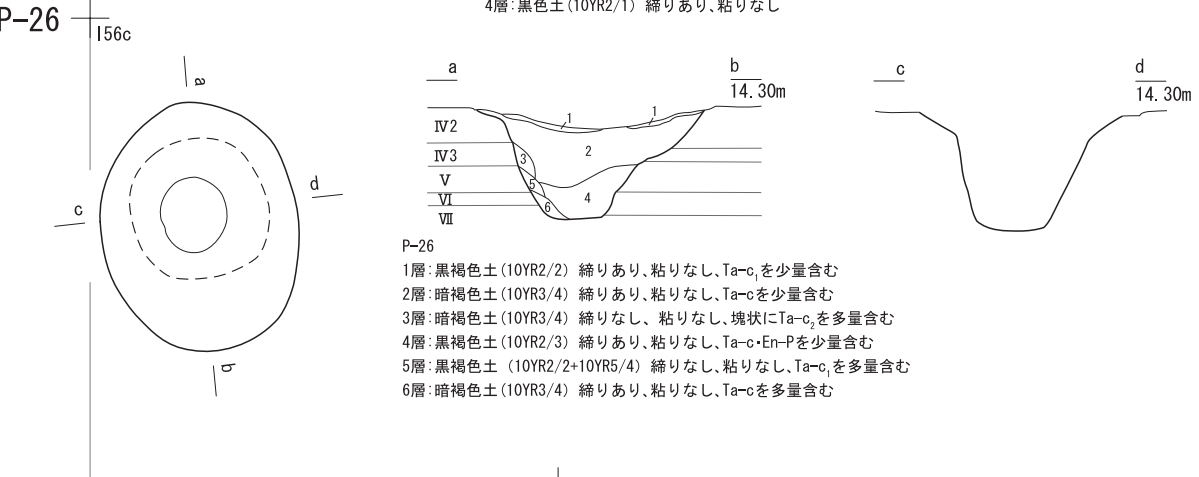 4層:黒色土(10YR2/1) 締りあり、粘りなし
P-26
I56c
a
b
c
d
a
b
14.30m
1
1
2
3
4
5
6
Ⅳ2
Ⅳ3
Ⅴ
Ⅵ
Ⅶ
c
d
14.30m
P-26
1層:黒褐色土(10YR2/2) 締りあり、粘りなし、Ta-c₁を少量含む
2層:暗褐色土(10YR3/4) 締りあり、粘りなし、Ta-cを少量含む
3層:暗褐色土(10YR3/4) 締りなし、粘りなし、塊状にTa-c₂を多量含む
4層:黒褐色土(10YR2/3) 締りあり、粘りなし、Ta-c・En-Pを少量含む
5層:黒褐色土 (10YR2/2+10YR5/4) 締りなし、粘りなし、Ta-c₁を多量含む
6層:暗褐色土(10YR3/4) 締りあり、粘りなし、Ta-cを多量含む